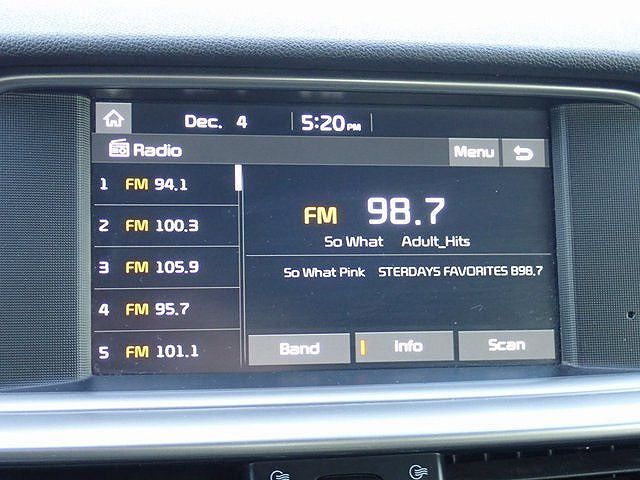 Dec. 4 5:20 PM
Radio Menu
1 FM 94.1
2 FM 100.3
3 FM 105.9
4 FM 95.7
5 FM 101.1
FM 98.7
So What Adult_Hits
So What Pink STERDAYS FAVORITES B98.7
Band Info Scan